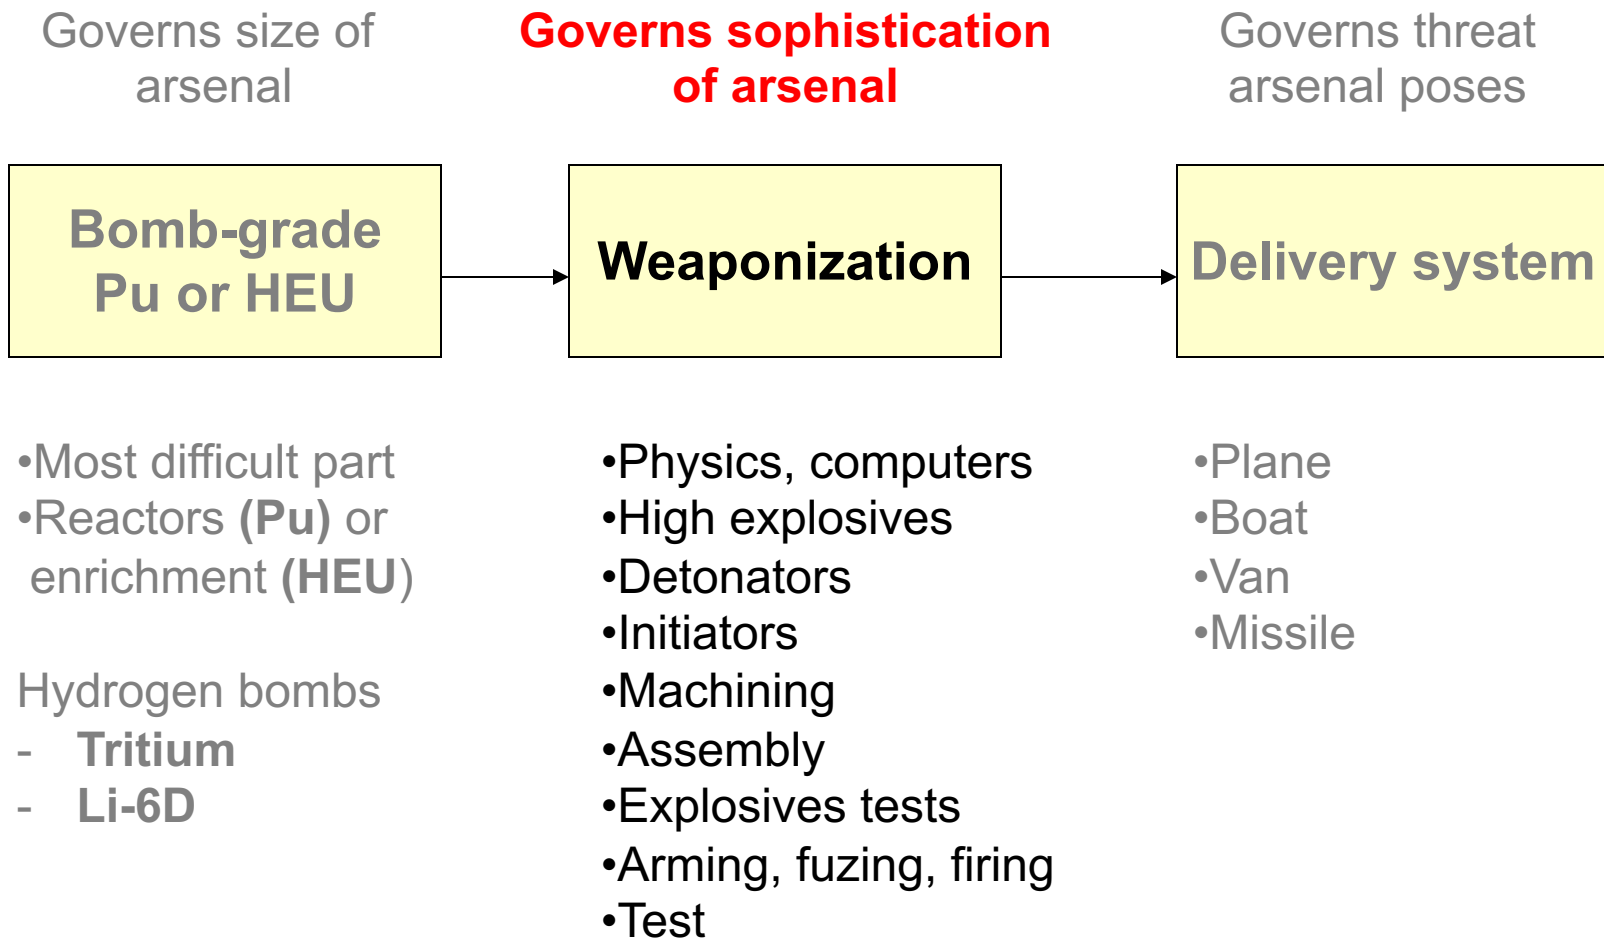 Governs size of
arsenal
Governs sophistication
of arsenal
Governs threat
arsenal poses
Bomb-grade
Pu or HEU
Weaponization
Delivery system
•Most difficult part
•Reactors (Pu) or
enrichment (HEU)
Hydrogen bombs
- Tritium
- Li-6D
•Physics, computers
•High explosives
•Detonators
•Initiators
•Machining
•Assembly
•Explosives tests
•Arming, fuzing, firing
•Test
•Plane
•Boat
•Van
•Missile